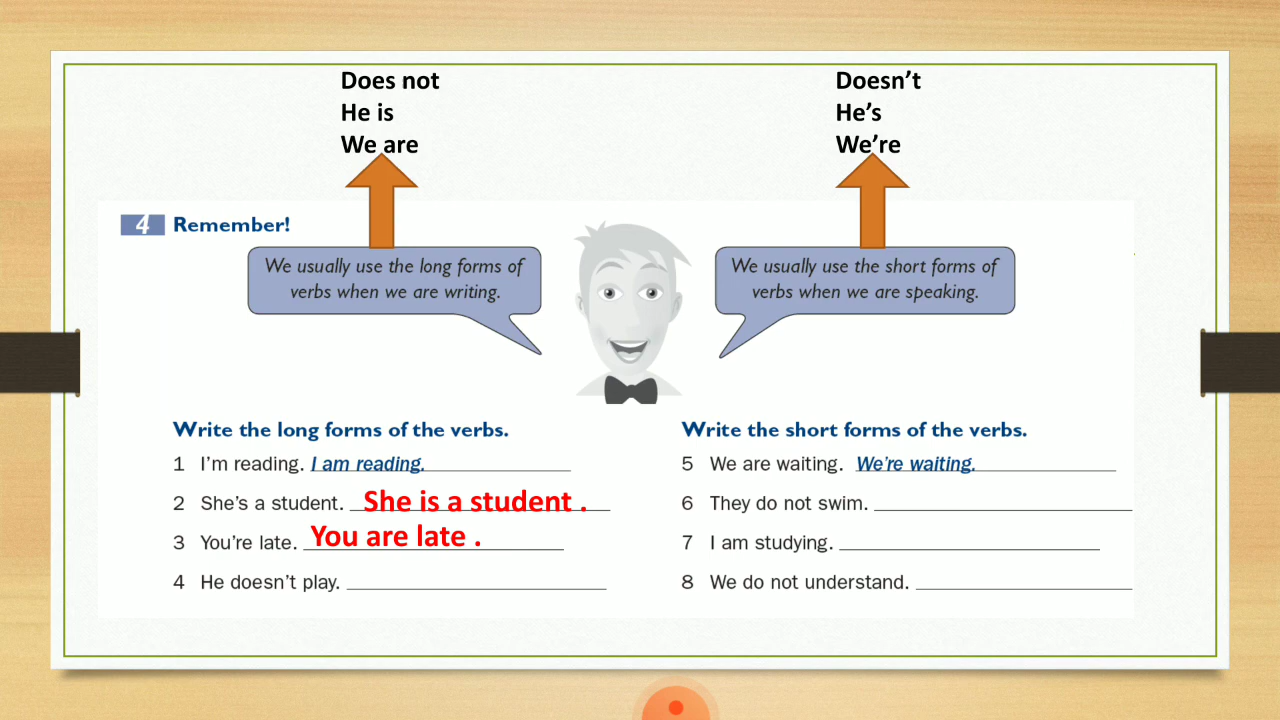 Does not
He is
We are
Doesn’t
He’s
We’re
4 Remember!
We usually use the long forms of
verbs when we are writing.
We usually use the short forms of
verbs when we are speaking.
Write the long forms of the verbs.
1 I’m reading. I am reading.
2 She’s a student. She is a student .
3 You’re late. You are late .
4 He doesn’t play.
Write the short forms of the verbs.
5 We are waiting. We’re waiting.
6 They do not swim.
7 I am studying.
8 We do not understand.